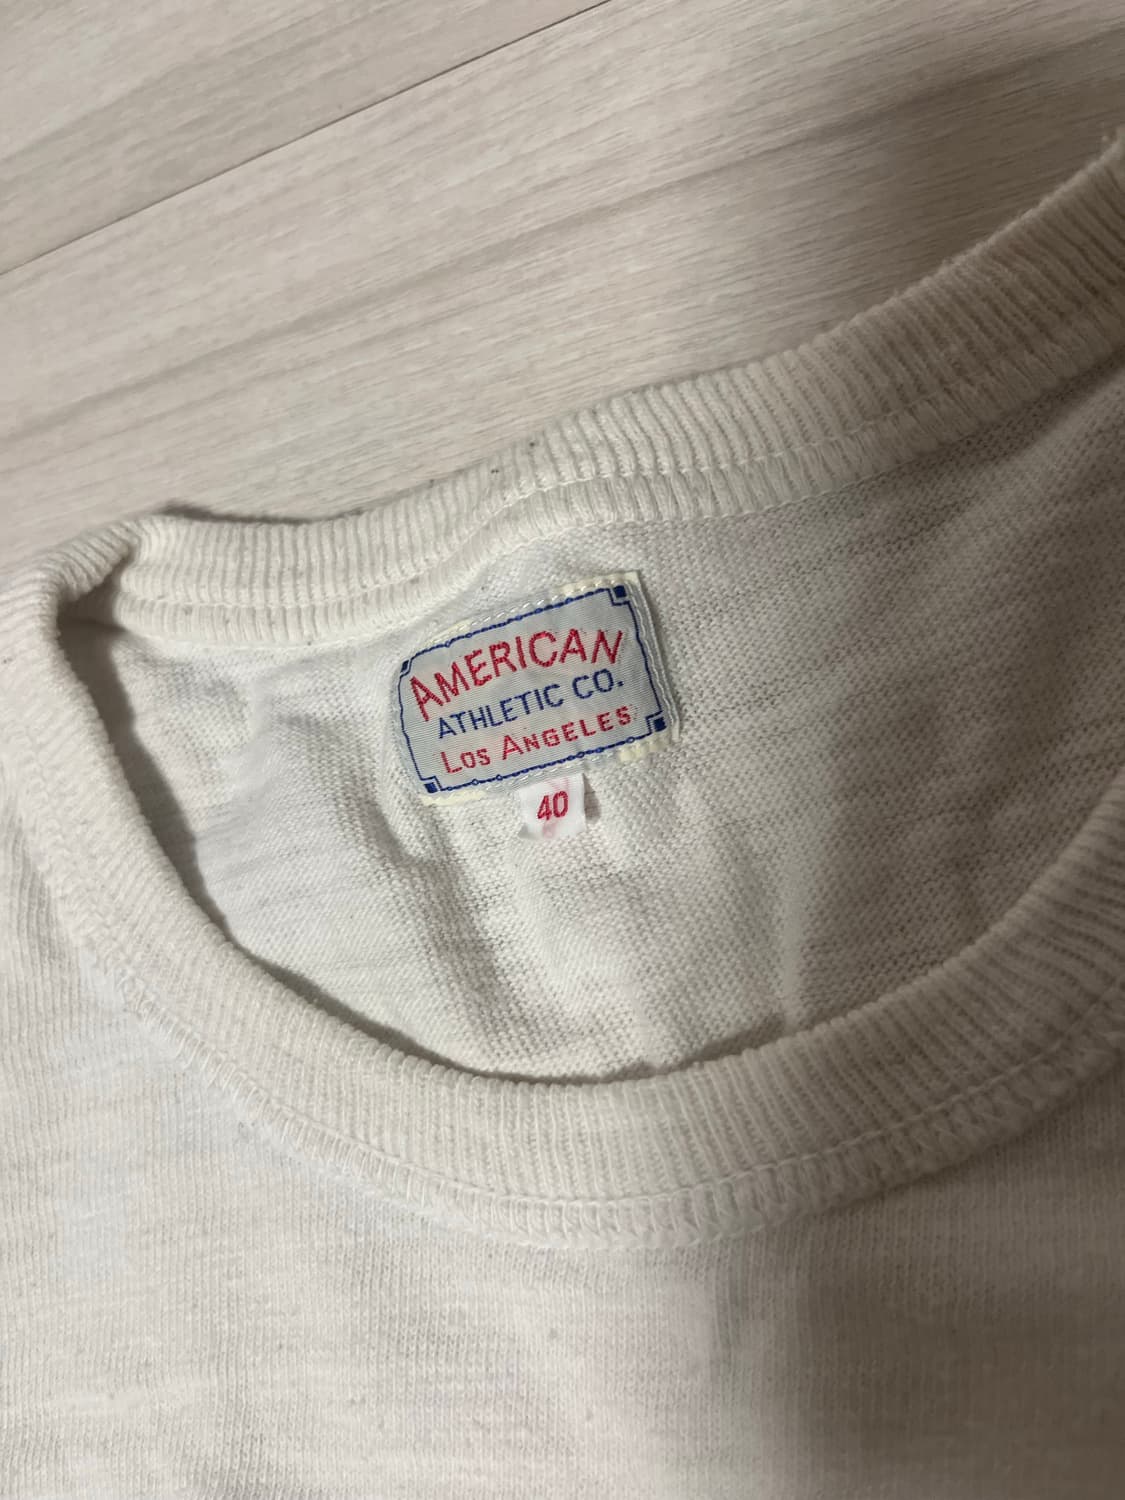 AMERICAN
ATHLETIC CO.
LOS ANGELES
40